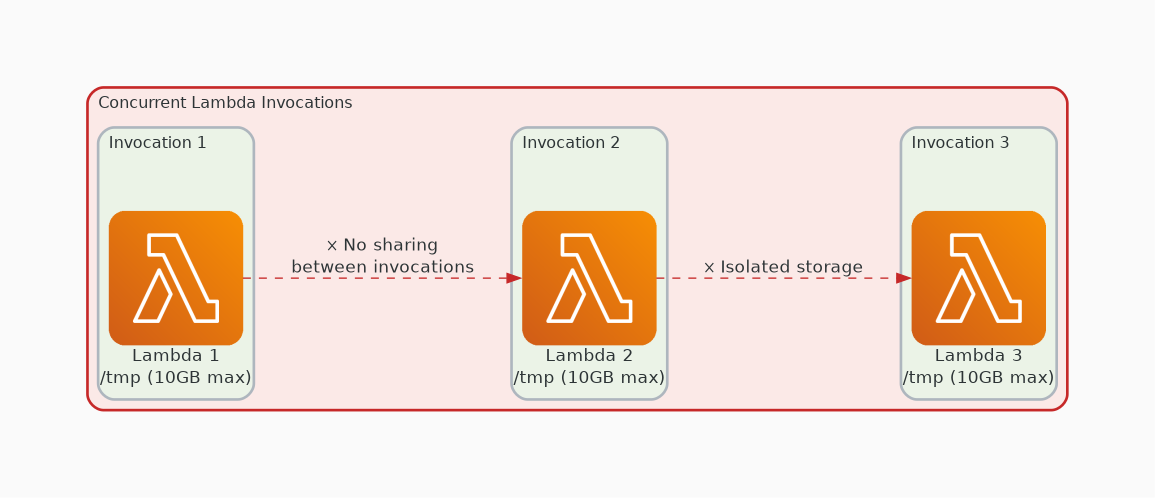 Concurrent Lambda Invocations
Invocation 1
Invocation 2
Invocation 3
× No sharing
between invocations
× Isolated storage
Lambda 1
/tmp (10GB max)
Lambda 2
/tmp (10GB max)
Lambda 3
/tmp (10GB max)